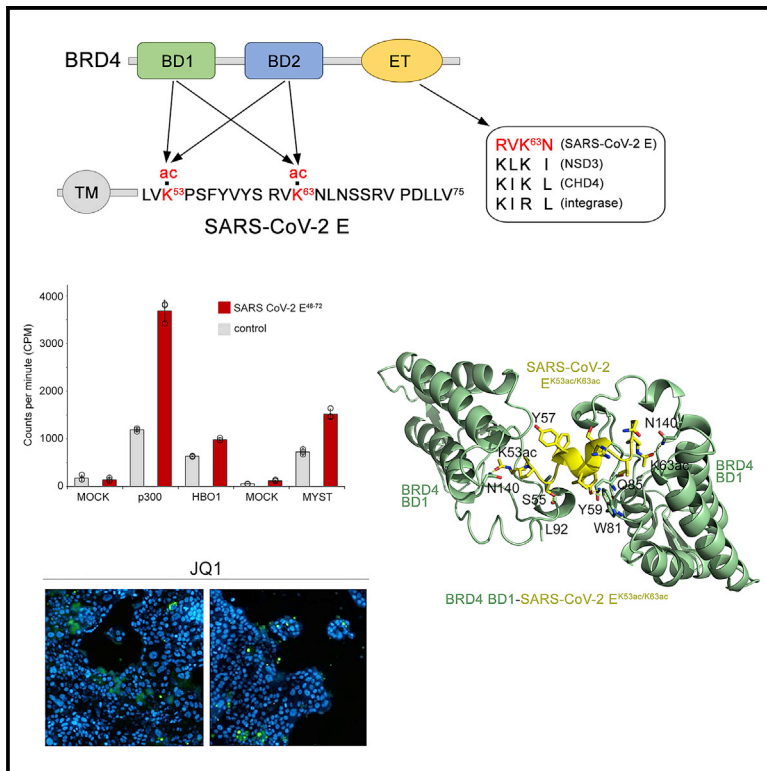 BRD4 BD1 BD2 ET
ac ac
TM LVK⁵³PSFYVYS RVK⁶³NLNSSRV PDLLV⁷⁵
SARS-CoV-2 E
RVK⁶³N (SARS-CoV-2 E)
KLK I (NSD3)
KIK L (CHD4)
KIR L (integrase)
Counts per minute (CPM)
4000
3000
2000
1000
0
SARS CoV-2 E⁴⁸⁻⁷²
control
MOCK p300 HBO1 MOCK MYST
SARS-CoV-2
E^K53ac/K63ac
Y57
N140
K53ac
K63ac
BRD4
BD1
N140
S55
Q85
BRD4
BD1
L92
Y59
W81
BRD4 BD1-SARS-CoV-2 E^K53ac/K63ac
JQ1